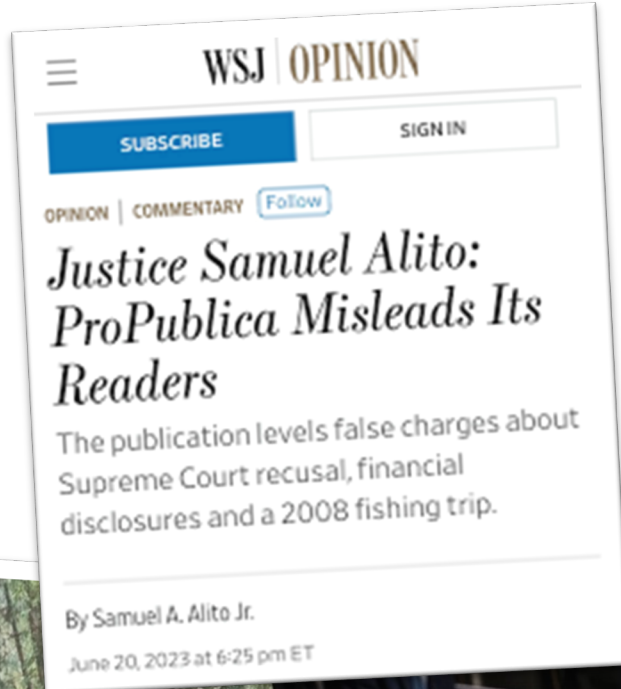 WSJ | OPINION
SUBSCRIBE
SIGN IN
OPINION | COMMENTARY Follow
Justice Samuel Alito:
ProPublica Misleads Its
Readers
The publication levels false charges about
Supreme Court recusal, financial
disclosures and a 2008 fishing trip.
By Samuel A. Alito Jr.
June 20, 2023 at 6:25 pm ET